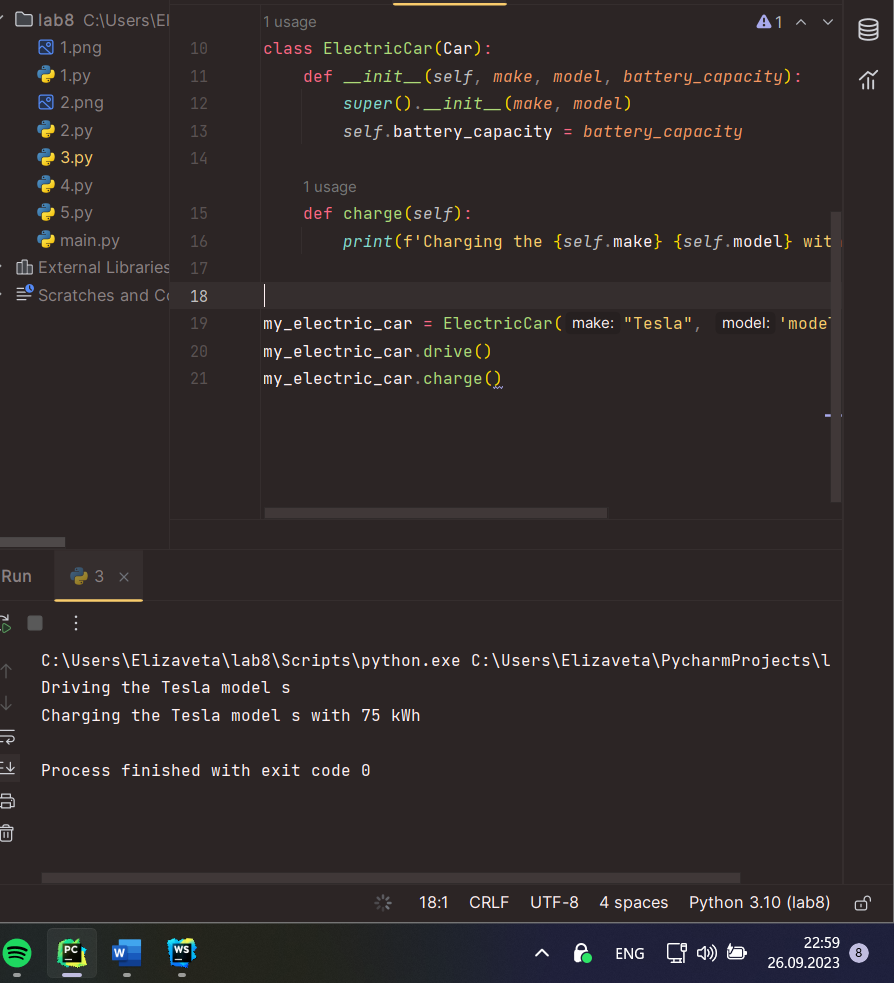 lab8 C:\Users\El
1.png
1.py
2.png
2.py
3.py
4.py
5.py
main.py
External Libraries
Scratches and Co
1 usage
1
10 class ElectricCar(Car):
11 def __init__(self, make, model, battery_capacity):
12 super().__init__(make, model)
13 self.battery_capacity = battery_capacity
14
1 usage
15 def charge(self):
16 print(f'Charging the {self.make} {self.model} wit
17
18
19 my_electric_car = ElectricCar( make: "Tesla", model: 'model
20 my_electric_car.drive()
21 my_electric_car.charge()
Run 3
C:\Users\Elizaveta\lab8\Scripts\python.exe C:\Users\Elizaveta\PycharmProjects\l
Driving the Tesla model s
Charging the Tesla model s with 75 kWh
Process finished with exit code 0
18:1 CRLF UTF-8 4 spaces Python 3.10 (lab8)
PC W WS ENG 22:59 8
26.09.2023